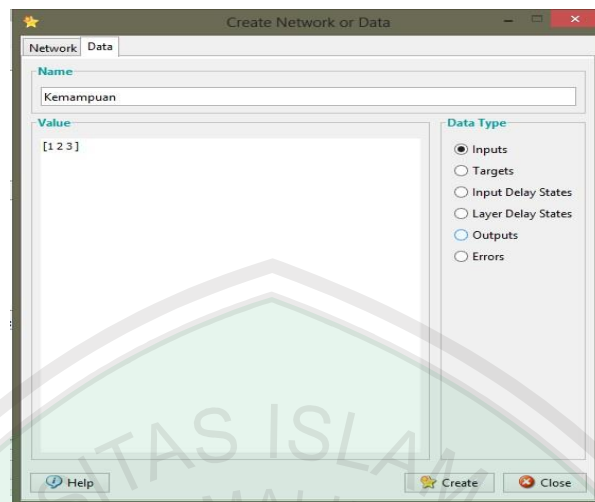 Create Network or Data
Network Data
Name
Kemampuan
Value
[1 2 3]
Data Type
Inputs
Targets
Input Delay States
Layer Delay States
Outputs
Errors
TAS ISLA
Help
Create
Close